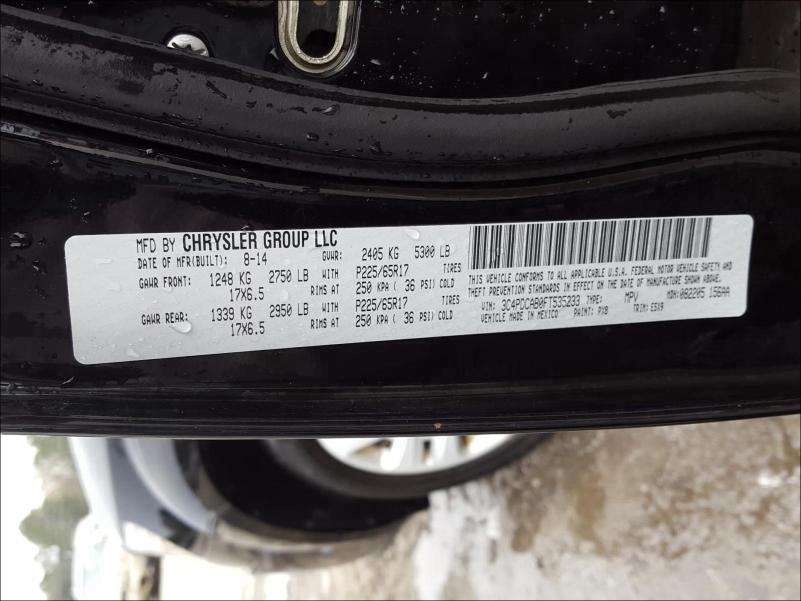 MFD BY CHRYSLER GROUP LLC
DATE OF MFR(BUILT): 8-14 GVWR: 2405 KG 5300 LB
GAWR FRONT: 1248 KG 2750 LB WITH P225/65R17 TIRES
17X6.5 RIMS AT 250 KPA ( 36 PSI) COLD
GAWR REAR: 1339 KG 2950 LB WITH P225/65R17 TIRES
17X6.5 RIMS AT 250 KPA ( 36 PSI) COLD
THIS VEHICLE CONFORMS TO ALL APPLICABLE U.S.A. FEDERAL MOTOR VEHICLE SAFETY AND
THEFT PREVENTION STANDARDS IN EFFECT ON THE DATE OF MANUFACTURE SHOWN ABOVE.
VIN: 3C4PDCAB0FT535233 TYPE: MPV MDH: 082205 156AA
VEHICLE MADE IN MEXICO PAINT: PX8 TRIM: E5X9